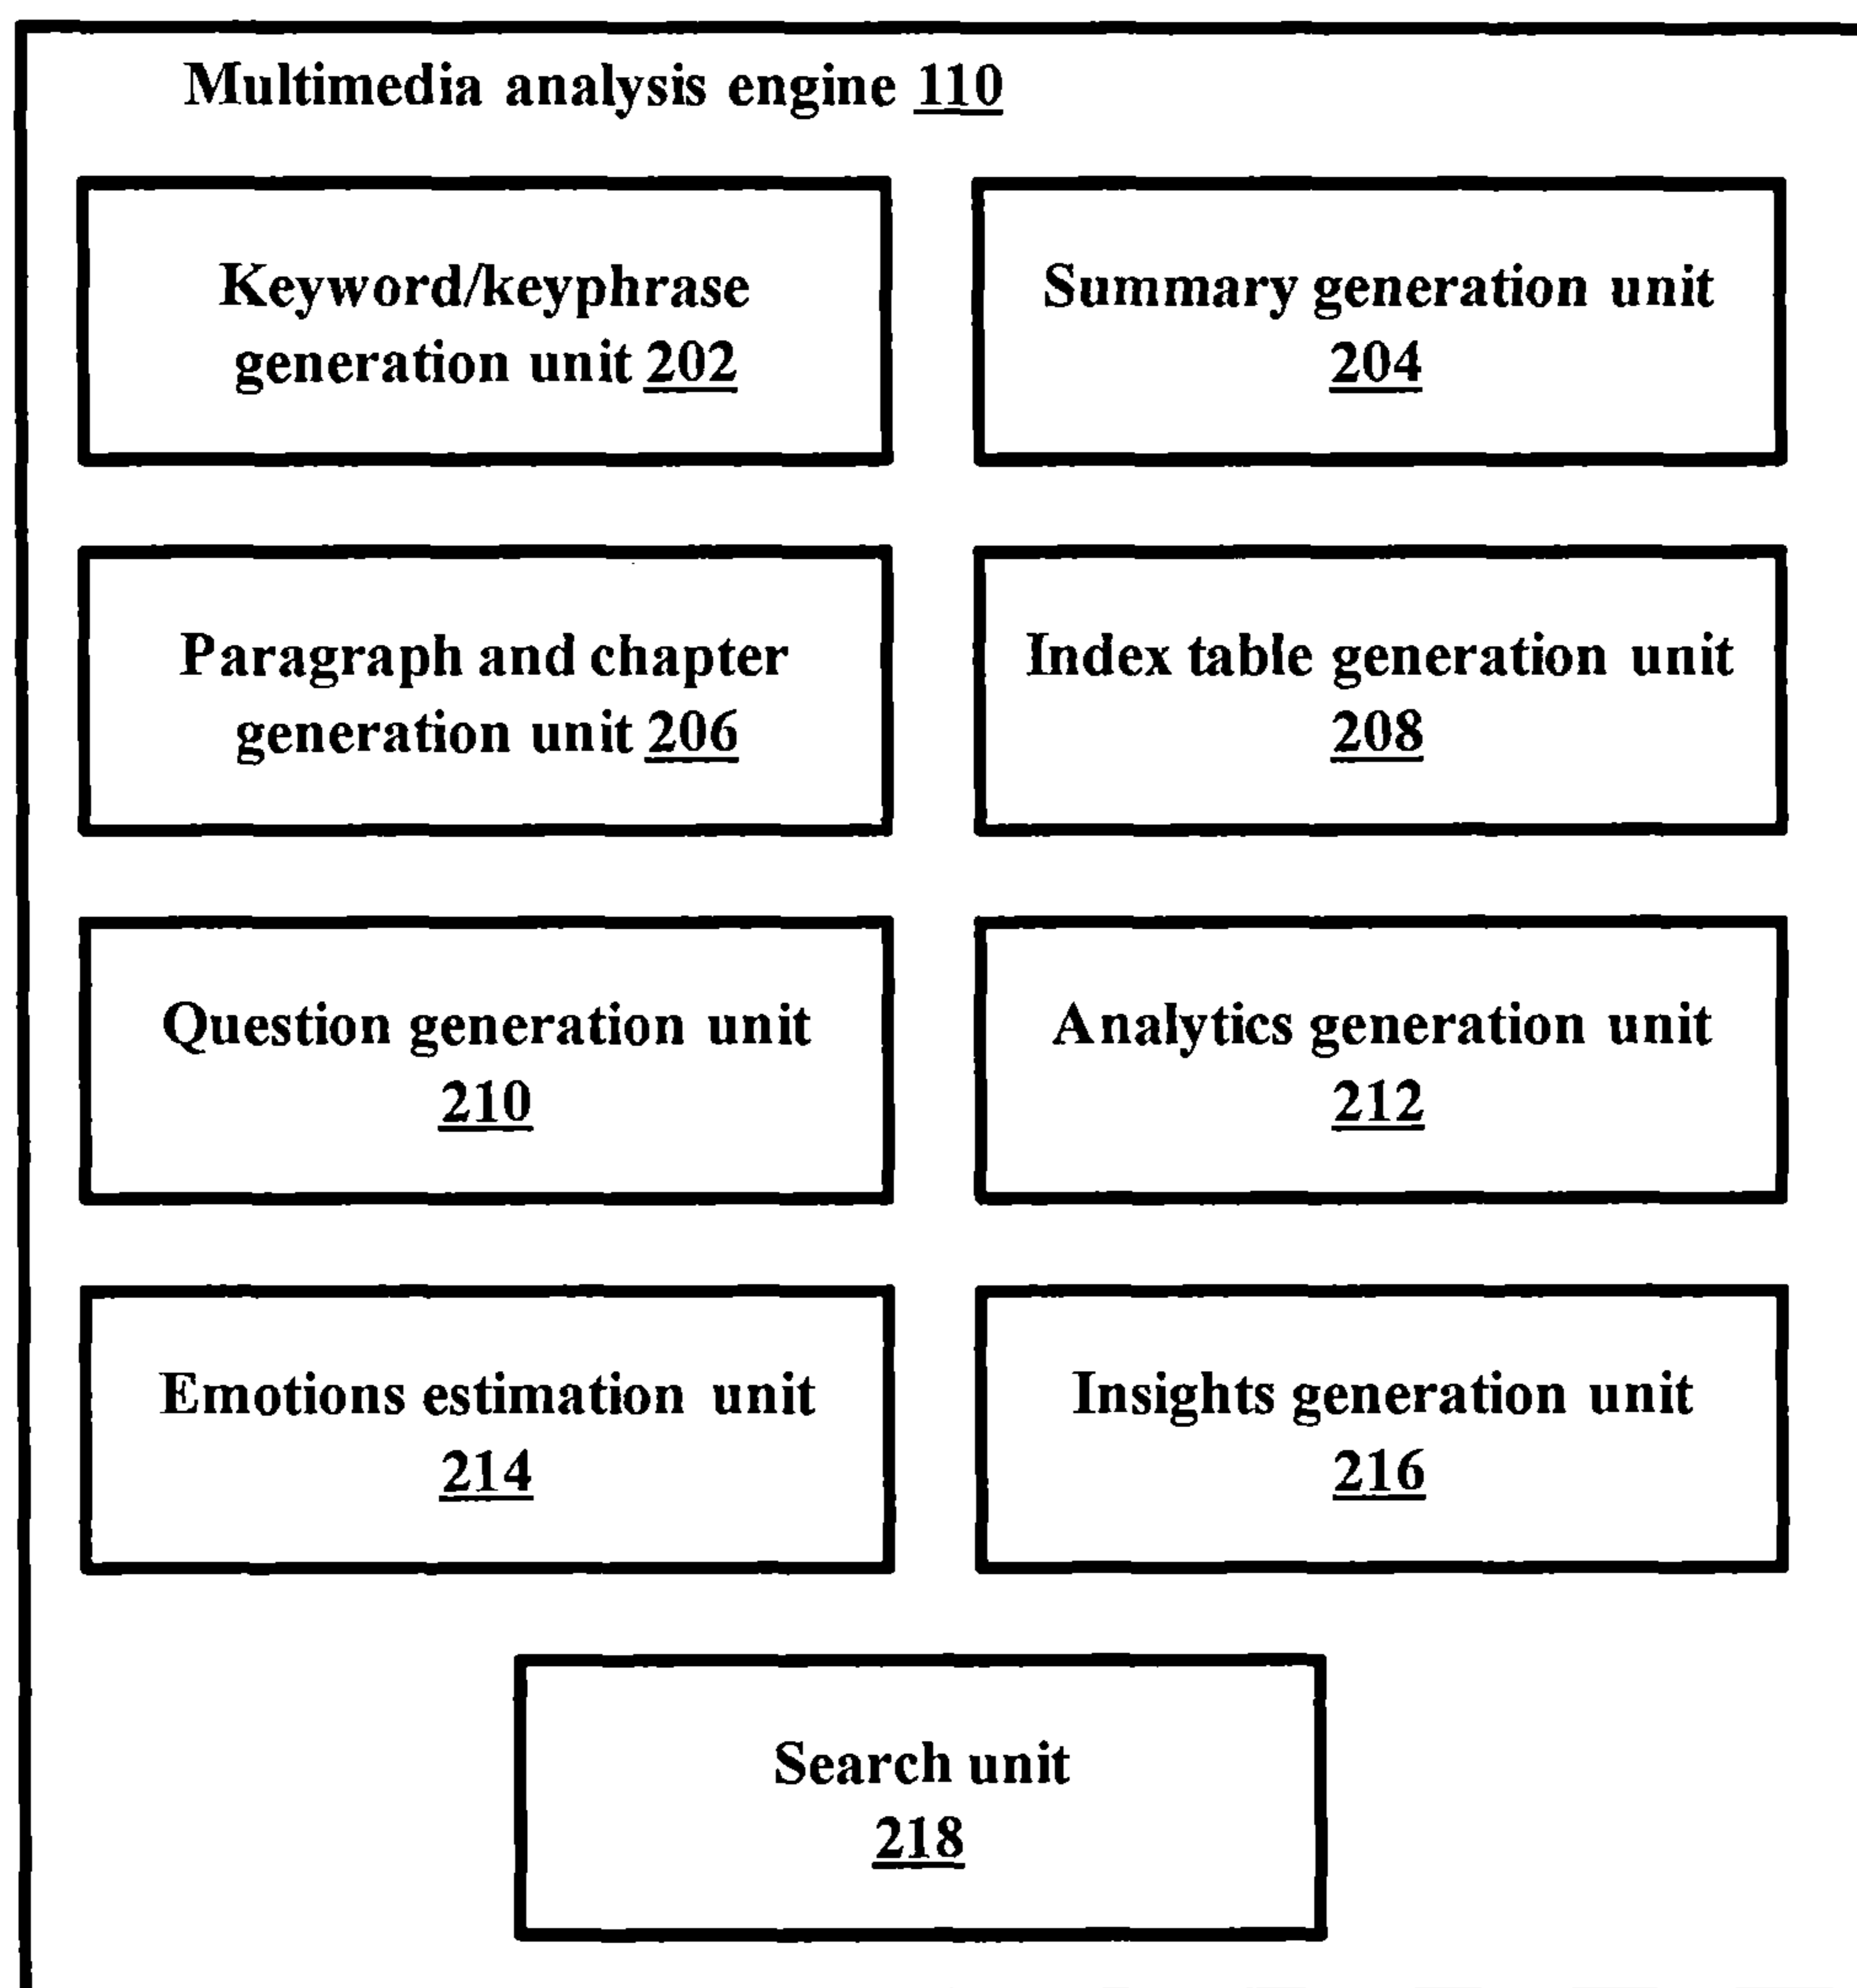 Multimedia analysis engine 110
Keyword/keyphrase
generation unit 202
Summary generation unit
204
Paragraph and chapter
generation unit 206
Index table generation unit
208
Question generation unit
210
Analytics generation unit
212
Emotions estimation unit
214
Insights generation unit
216
Search unit
218